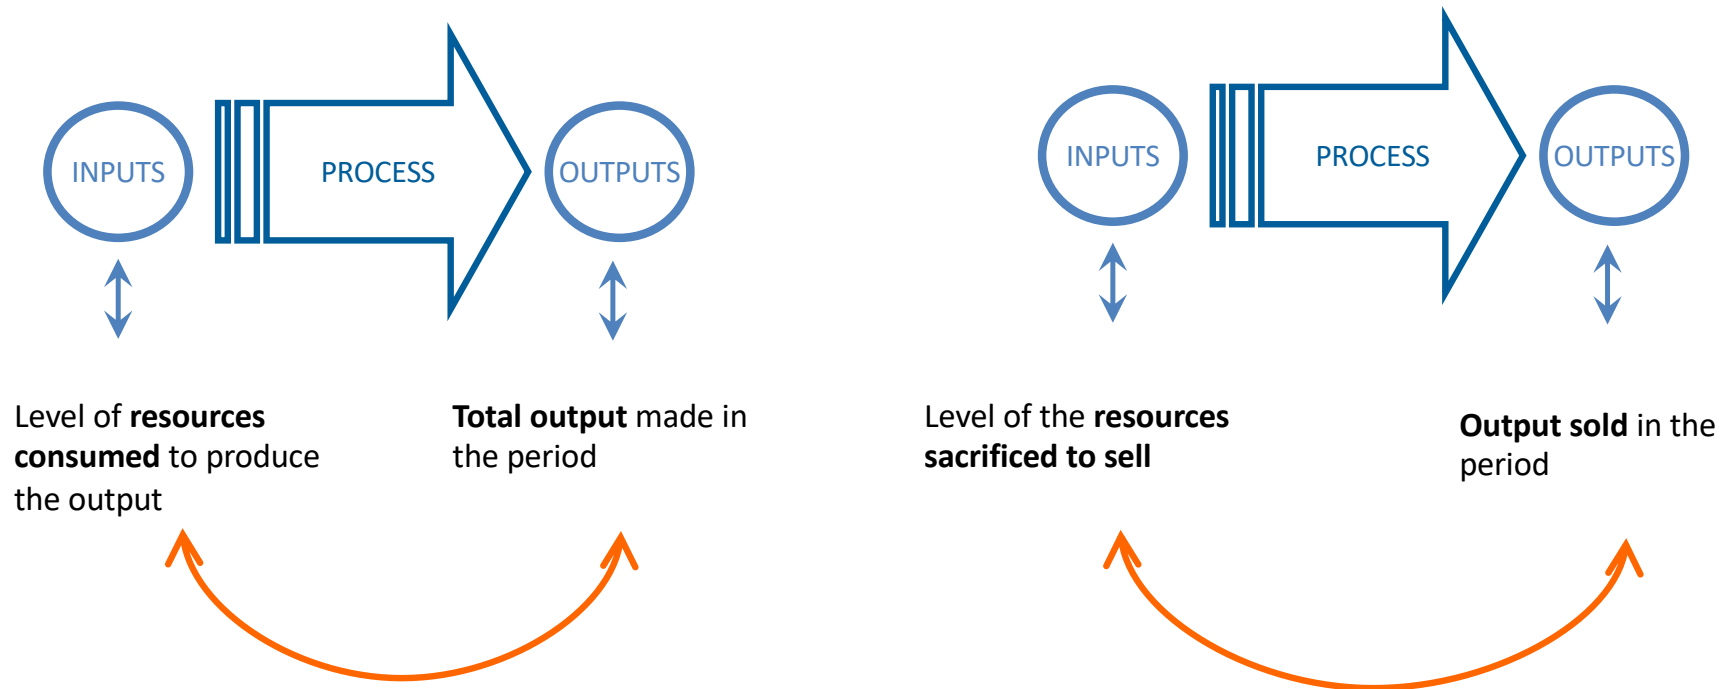 INPUTS
PROCESS
OUTPUTS
Level of resources
consumed to produce
the output
Total output made in
the period
INPUTS
PROCESS
OUTPUTS
Level of the resources
sacrificed to sell
Output sold in the
period